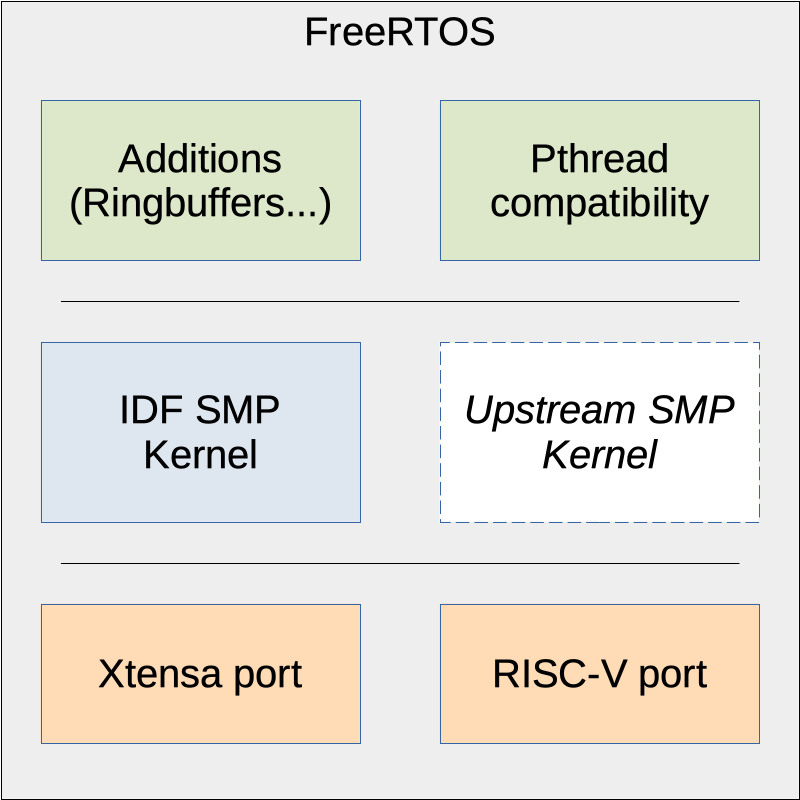 FreeRTOS
Additions
(Ringbuffers...)
Pthread
compatibility
IDF SMP
Kernel
Upstream SMP
Kernel
Xtensa port
RISC-V port